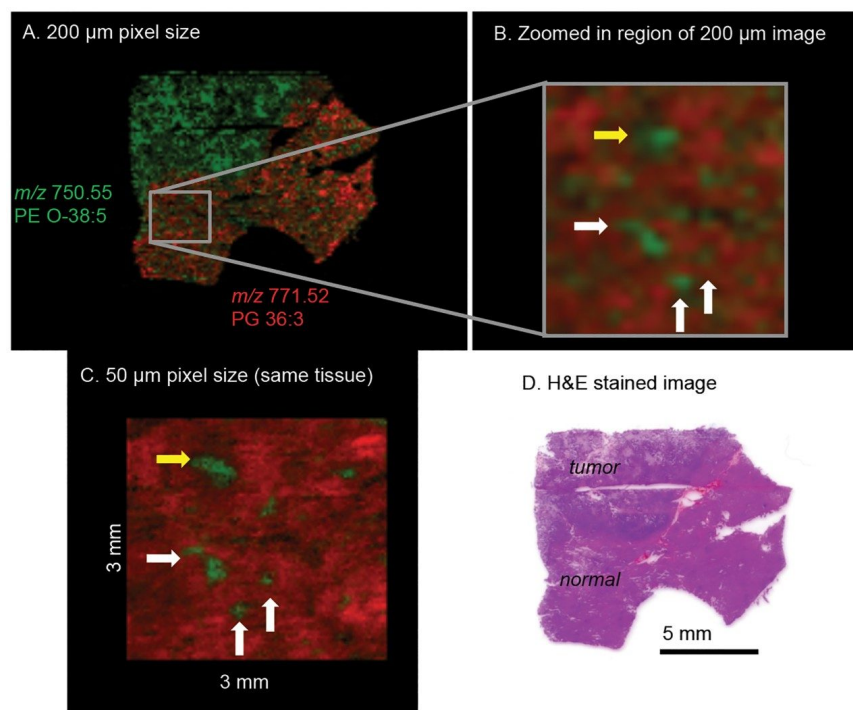 A. 200 µm pixel size
B. Zoomed in region of 200 µm image
m/z 750.55
PE O-38:5
m/z 771.52
PG 36:3
C. 50 µm pixel size (same tissue)
3 mm
3 mm
D. H&E stained image
tumor
normal
5 mm